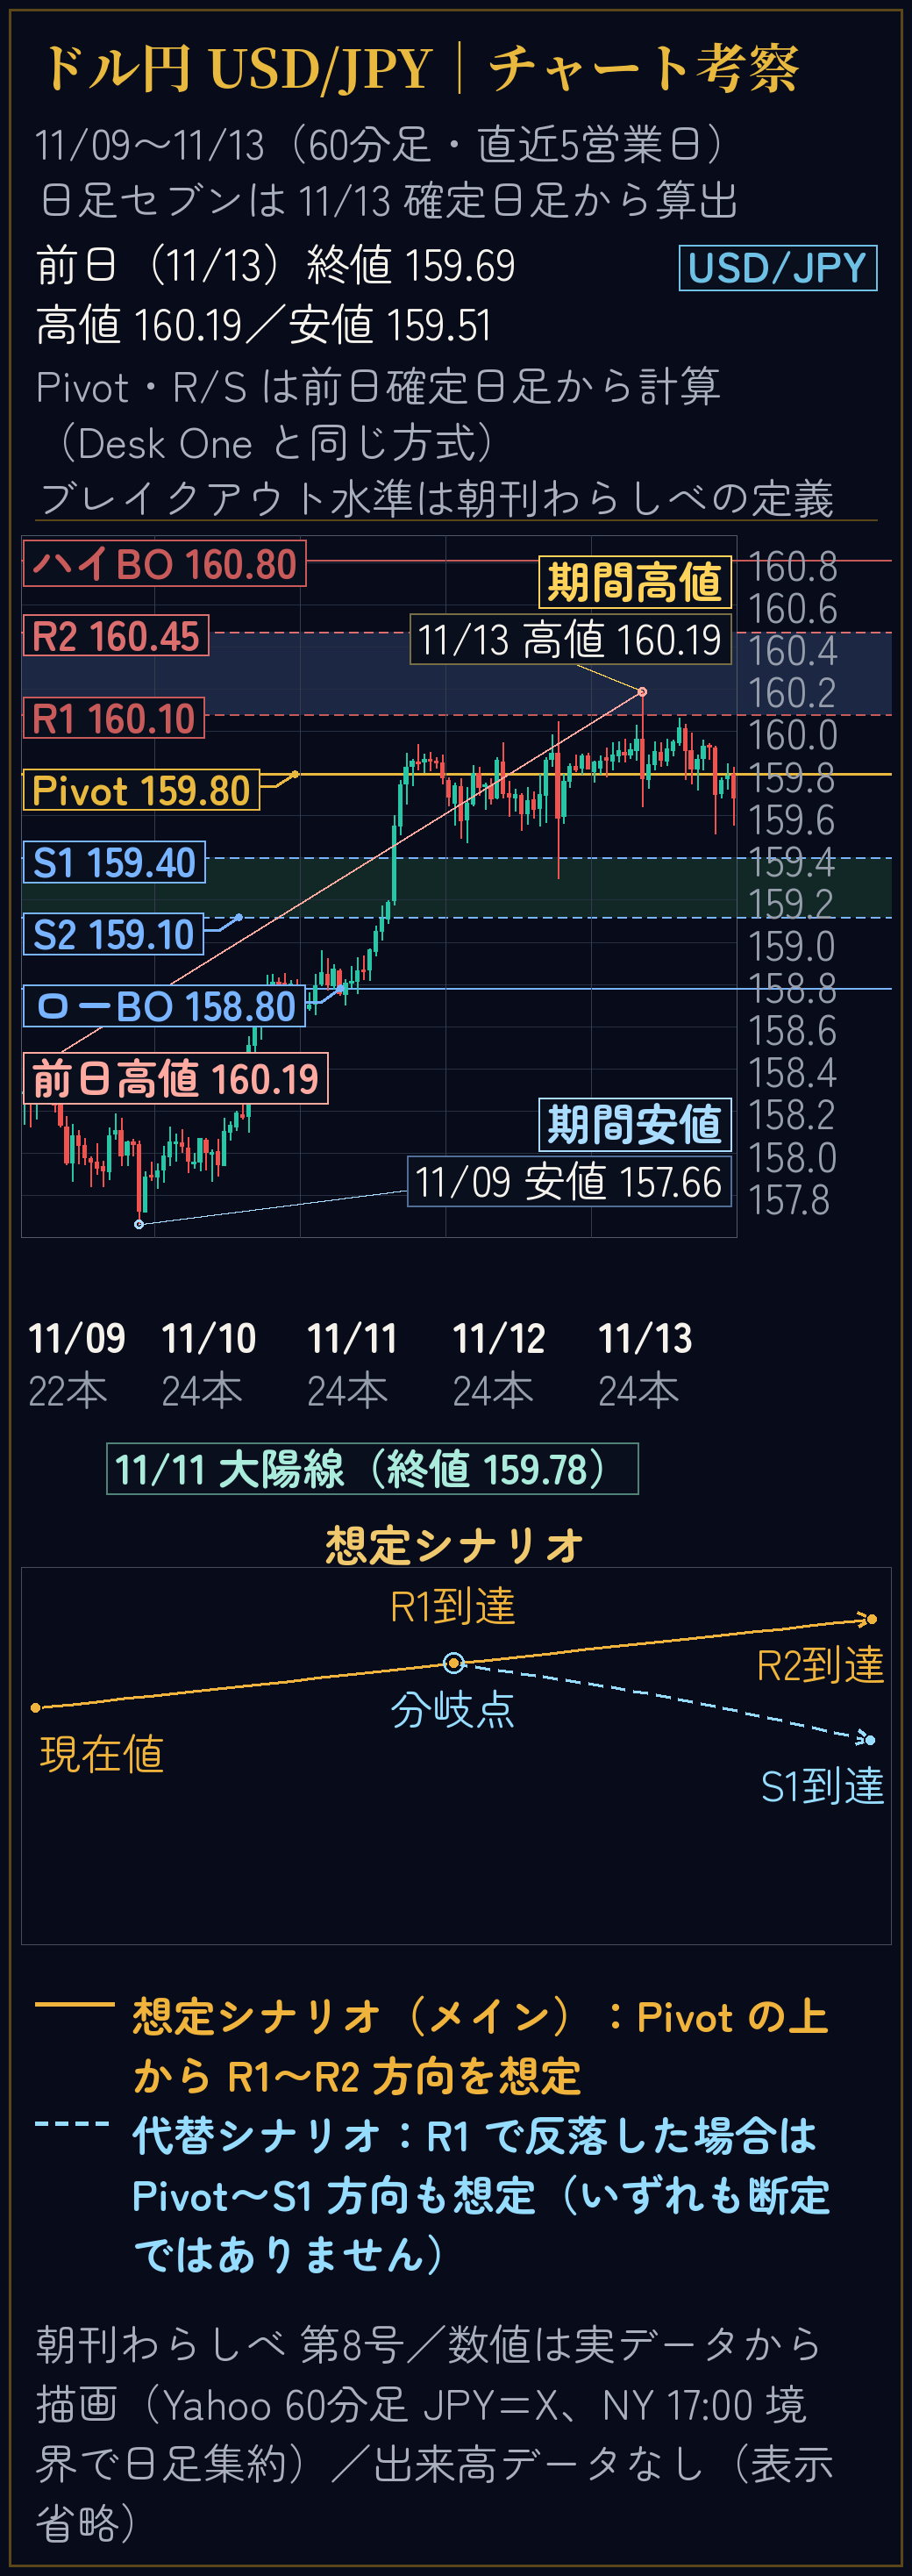 ドル円 USD/JPY｜チャート考察
11/09〜11/13（60分足・直近5営業日）
日足セブンは 11/13 確定日足から算出
前日（11/13）終値 159.69
USD/JPY
高値 160.19／安値 159.51
Pivot・R/S は前日確定日足から計算
（Desk One と同じ方式）
ブレイクアウト水準は朝刊わらしべの定義
ハイBO 160.80
期間高値
R2 160.45
11/13 高値 160.19
R1 160.10
Pivot 159.80
S1 159.40
S2 159.10
ローBO 158.80
前日高値 160.19
期間安値
11/09 安値 157.66
160.8
160.6
160.4
160.2
160.0
159.8
159.6
159.4
159.2
159.0
158.8
158.6
158.4
158.2
158.0
157.8
11/09 11/10 11/11 11/12 11/13
22本 24本 24本 24本 24本
11/11 大陽線（終値 159.78）
想定シナリオ
R1到達
R2到達
分岐点
現在値
S1到達
想定シナリオ（メイン）：Pivot の上
から R1〜R2 方向を想定
代替シナリオ：R1 で反落した場合は
Pivot〜S1 方向も想定（いずれも断定
ではありません）
朝刊わらしべ 第8号／数値は実データから
描画（Yahoo 60分足 JPY=X、NY 17:00 境
界で日足集約）／出来高データなし（表示
省略）